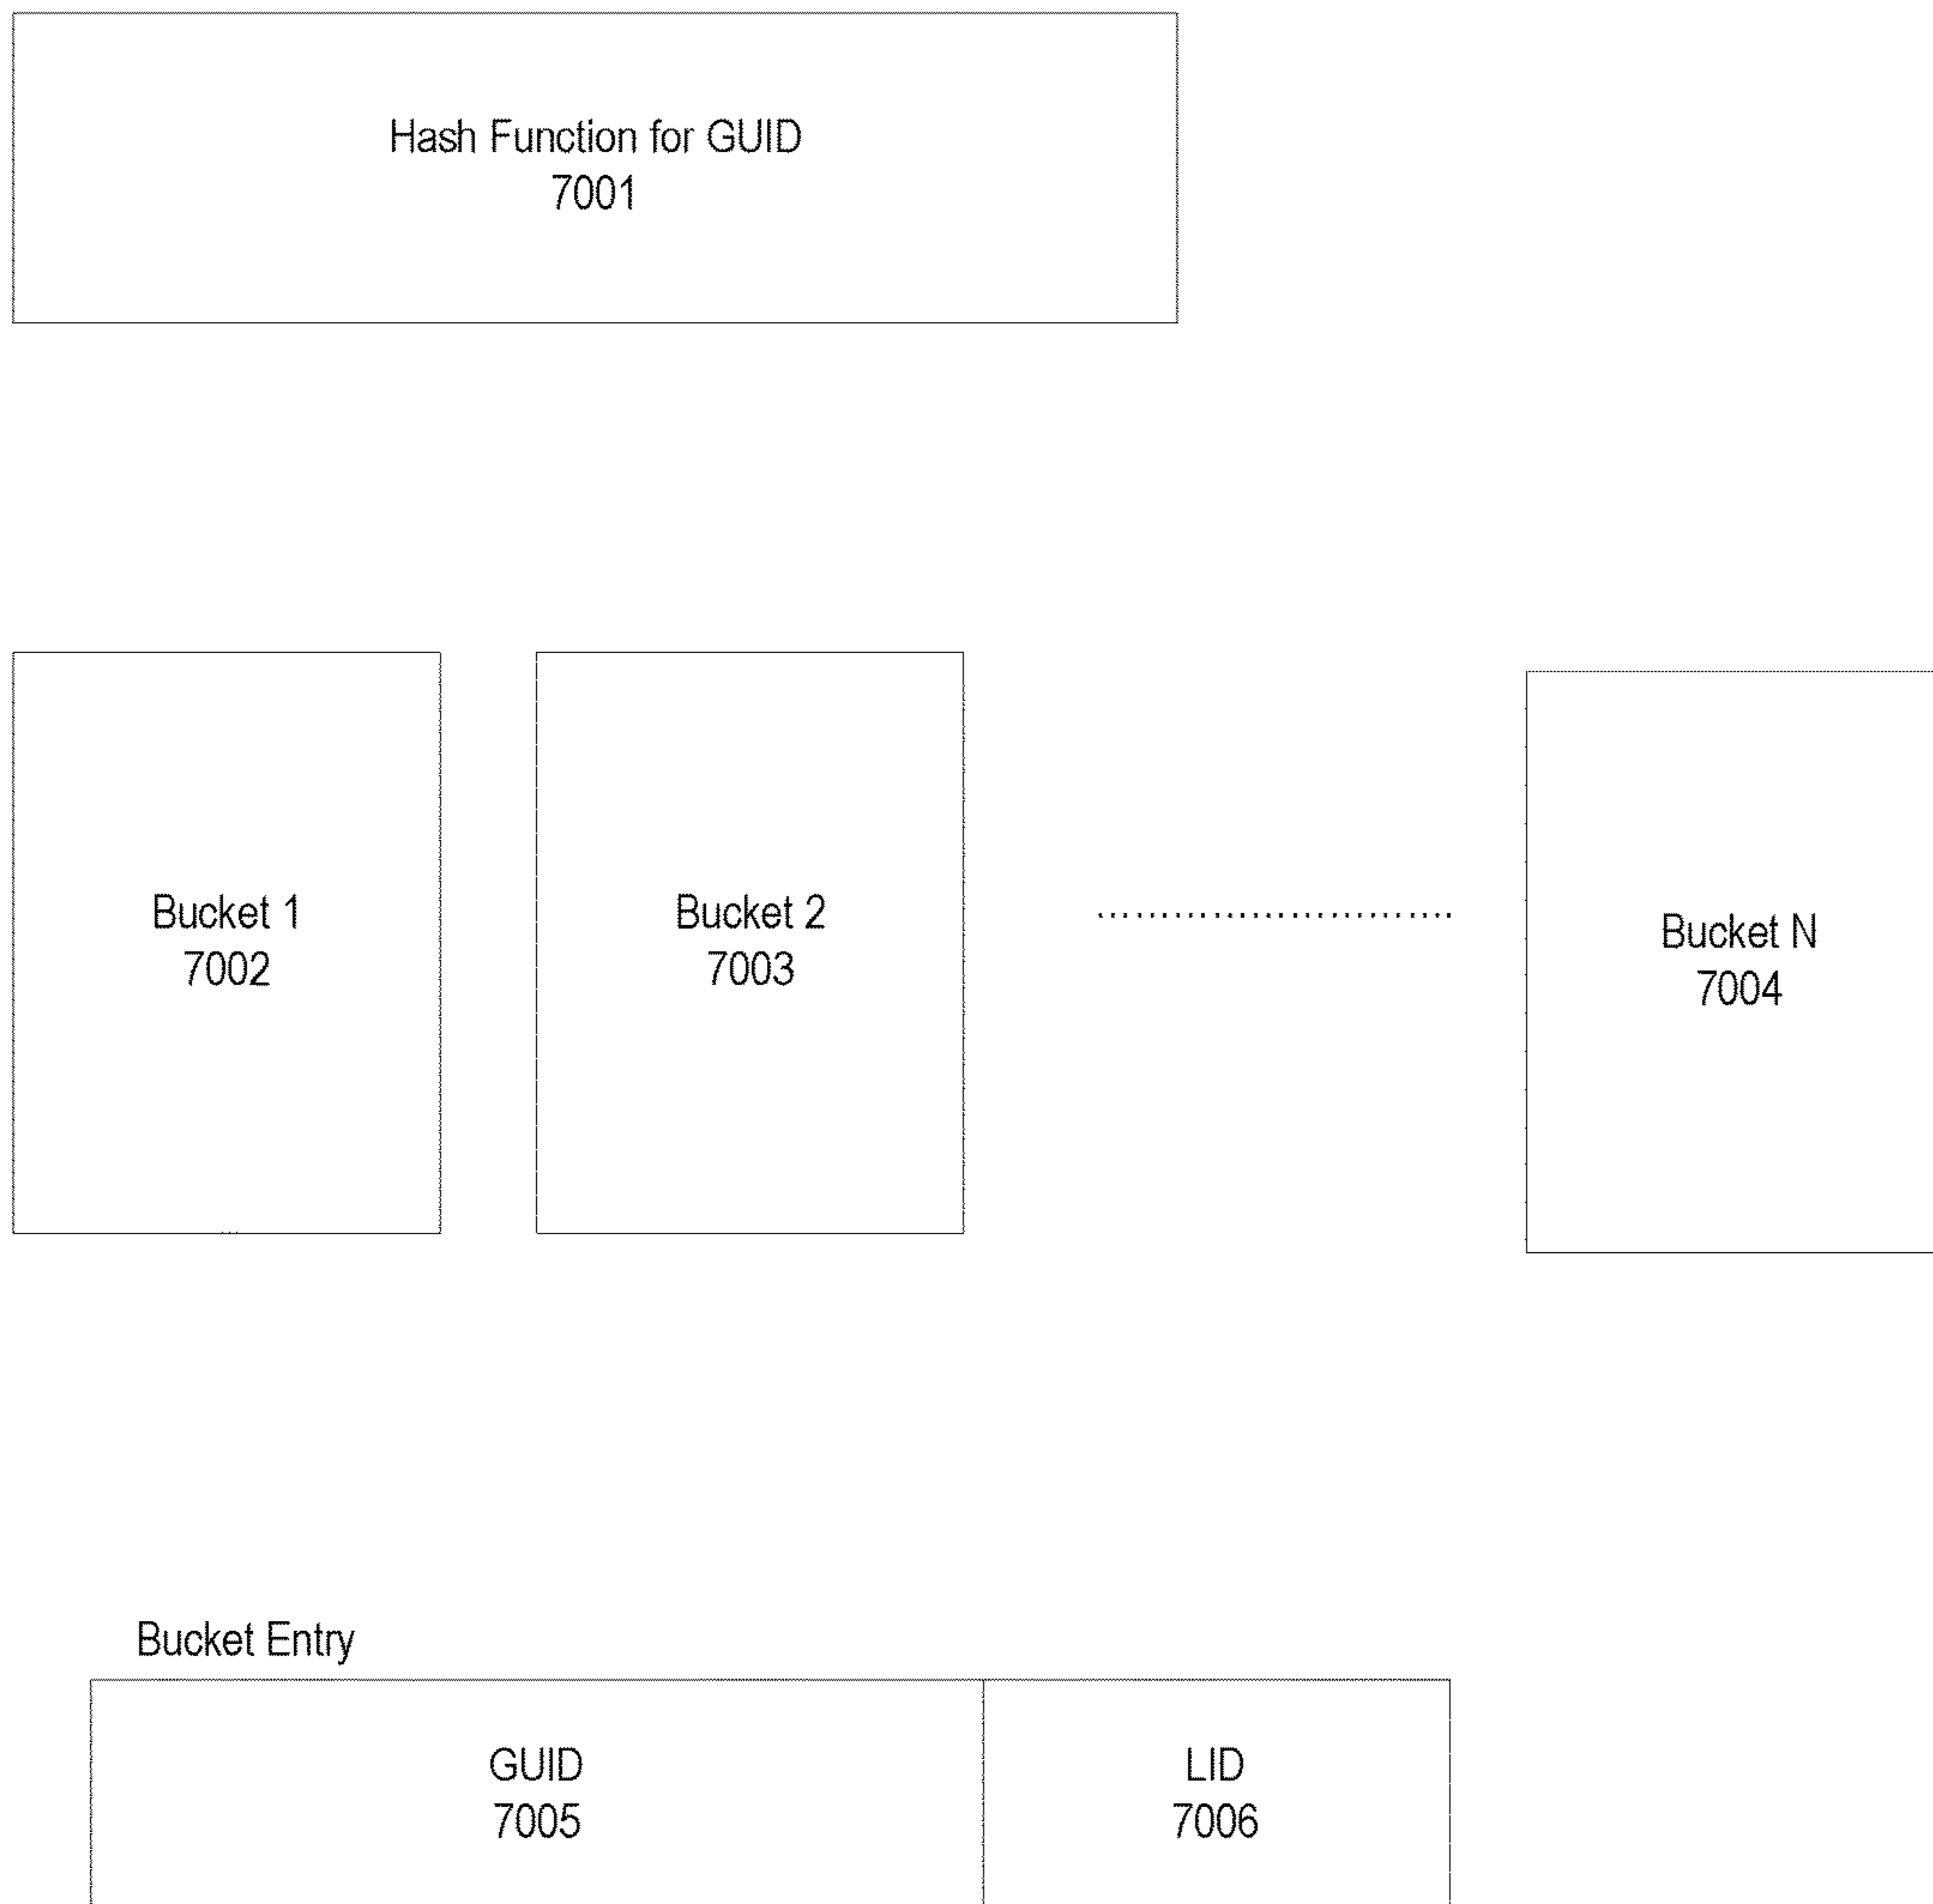 Hash Function for GUID
7001
Bucket 1
7002
Bucket 2
7003
Bucket N
7004
Bucket Entry
GUID
7005
LID
7006